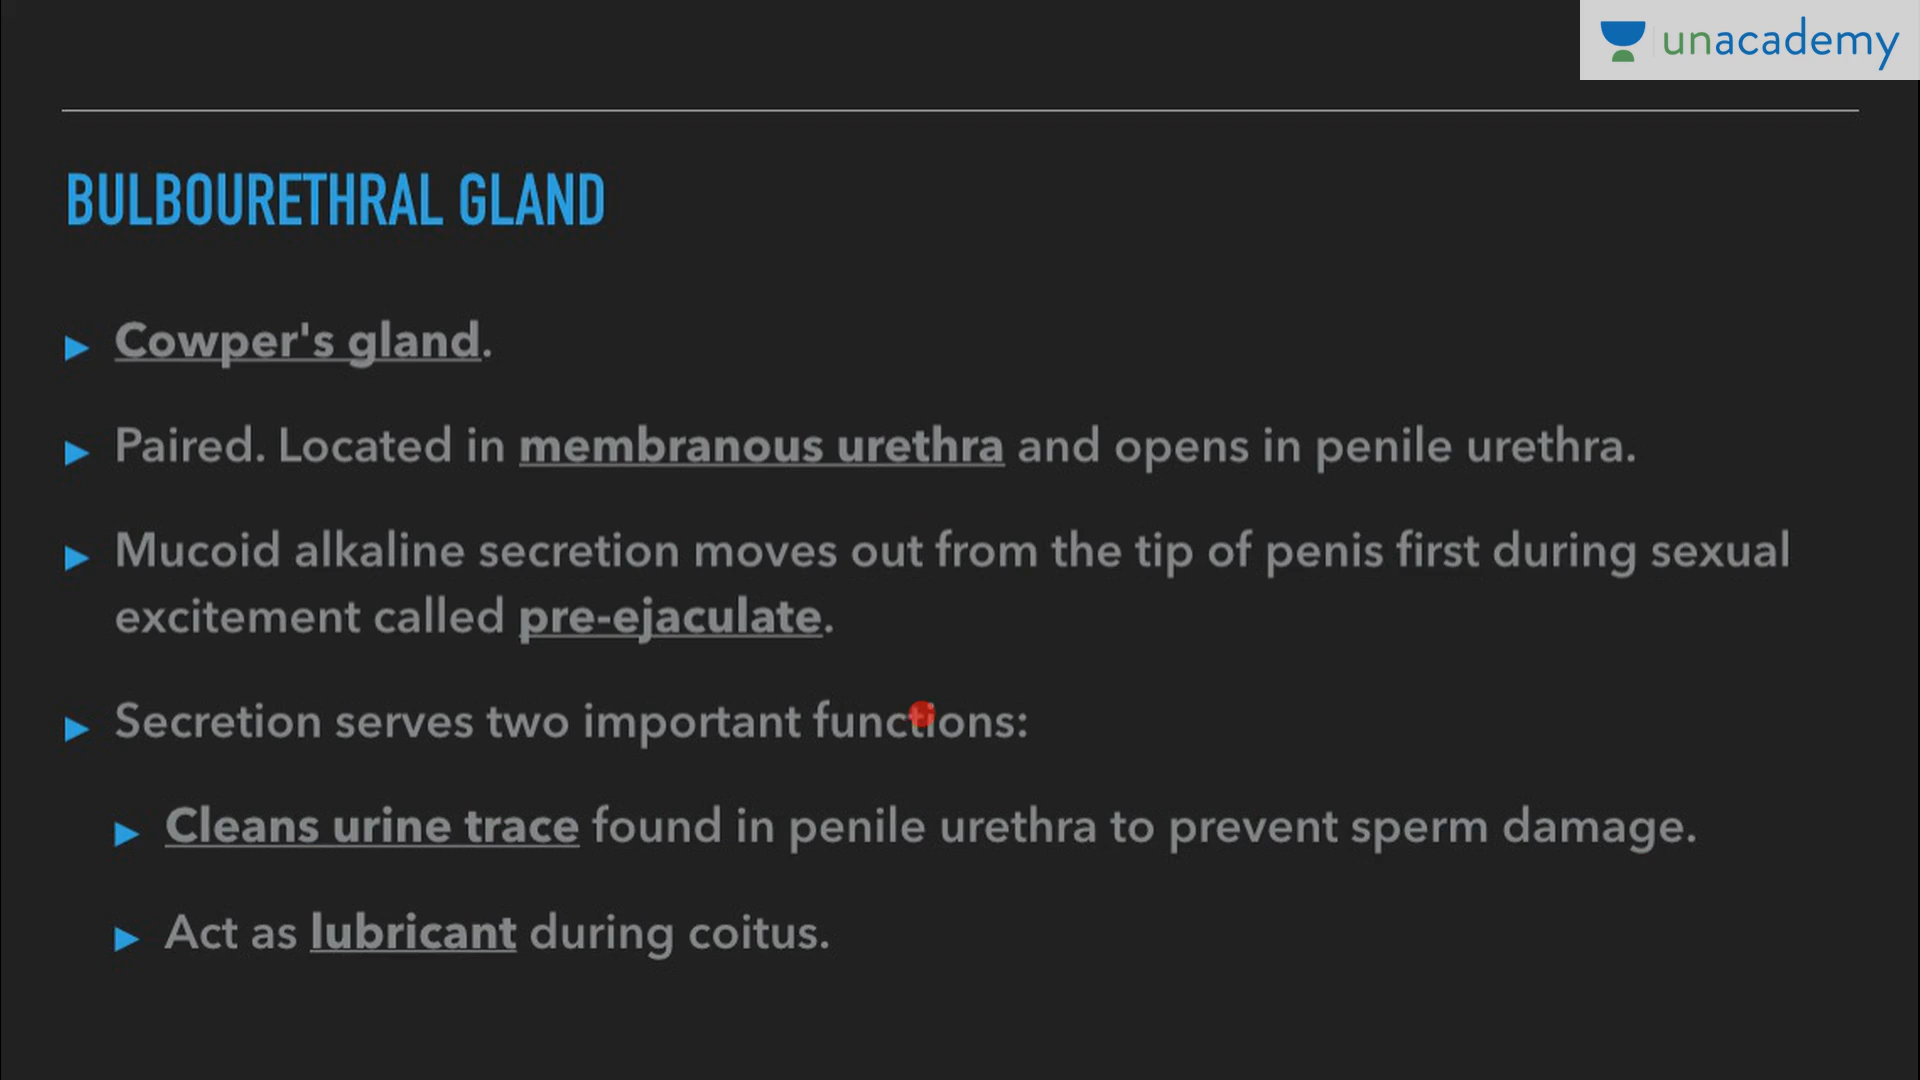 unacademy
BULBOURETHRAL GLAND
Cowper's gland.
Paired. Located in membranous urethra and opens in penile urethra.
Mucoid alkaline secretion moves out from the tip of penis first during sexual
excitement called pre-ejaculate.
Secretion serves two important functions:
Cleans urine trace found in penile urethra to prevent sperm damage.
Act as lubricant during coitus.